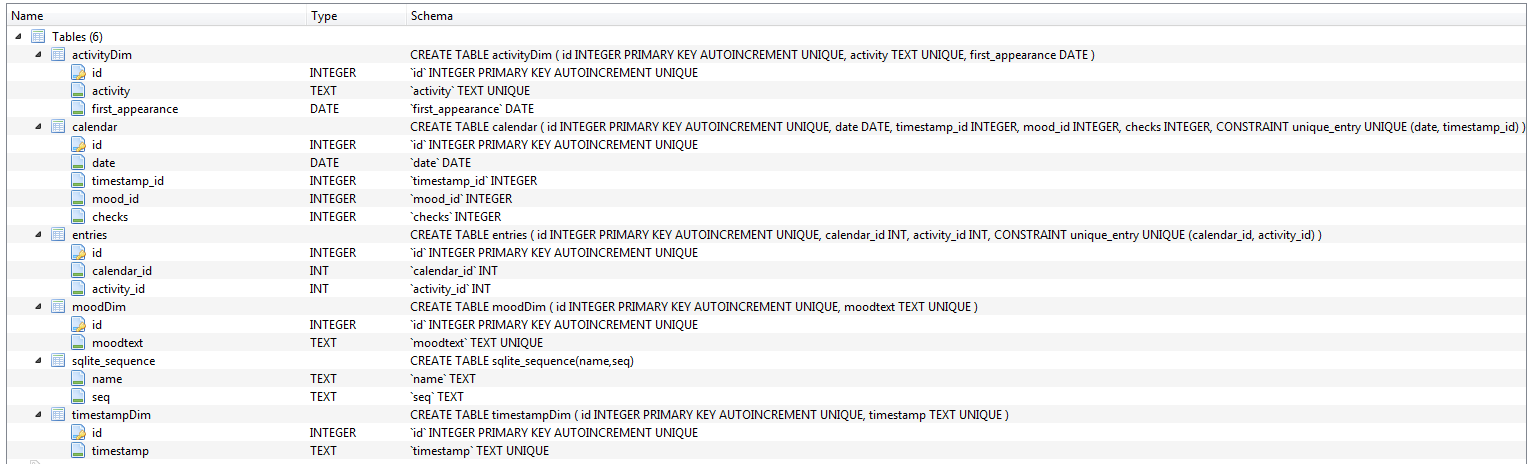 Name Type Schema
Tables (6)
activityDim CREATE TABLE activityDim ( id INTEGER PRIMARY KEY AUTOINCREMENT UNIQUE, activity TEXT UNIQUE, first_appearance DATE )
id INTEGER `id` INTEGER PRIMARY KEY AUTOINCREMENT UNIQUE
activity TEXT `activity` TEXT UNIQUE
first_appearance DATE `first_appearance` DATE
calendar CREATE TABLE calendar ( id INTEGER PRIMARY KEY AUTOINCREMENT UNIQUE, date DATE, timestamp_id INTEGER, mood_id INTEGER, checks INTEGER, CONSTRAINT unique_entry UNIQUE (date, timestamp_id) )
id INTEGER `id` INTEGER PRIMARY KEY AUTOINCREMENT UNIQUE
date DATE `date` DATE
timestamp_id INTEGER `timestamp_id` INTEGER
mood_id INTEGER `mood_id` INTEGER
checks INTEGER `checks` INTEGER
entries CREATE TABLE entries ( id INTEGER PRIMARY KEY AUTOINCREMENT UNIQUE, calendar_id INT, activity_id INT, CONSTRAINT unique_entry UNIQUE (calendar_id, activity_id) )
id INTEGER `id` INTEGER PRIMARY KEY AUTOINCREMENT UNIQUE
calendar_id INT `calendar_id` INT
activity_id INT `activity_id` INT
moodDim CREATE TABLE moodDim ( id INTEGER PRIMARY KEY AUTOINCREMENT UNIQUE, moodtext TEXT UNIQUE )
id INTEGER `id` INTEGER PRIMARY KEY AUTOINCREMENT UNIQUE
moodtext TEXT `moodtext` TEXT UNIQUE
sqlite_sequence CREATE TABLE sqlite_sequence(name,seq)
name TEXT `name` TEXT
seq TEXT `seq` TEXT
timestampDim CREATE TABLE timestampDim ( id INTEGER PRIMARY KEY AUTOINCREMENT UNIQUE, timestamp TEXT UNIQUE )
id INTEGER `id` INTEGER PRIMARY KEY AUTOINCREMENT UNIQUE
timestamp TEXT `timestamp` TEXT UNIQUE